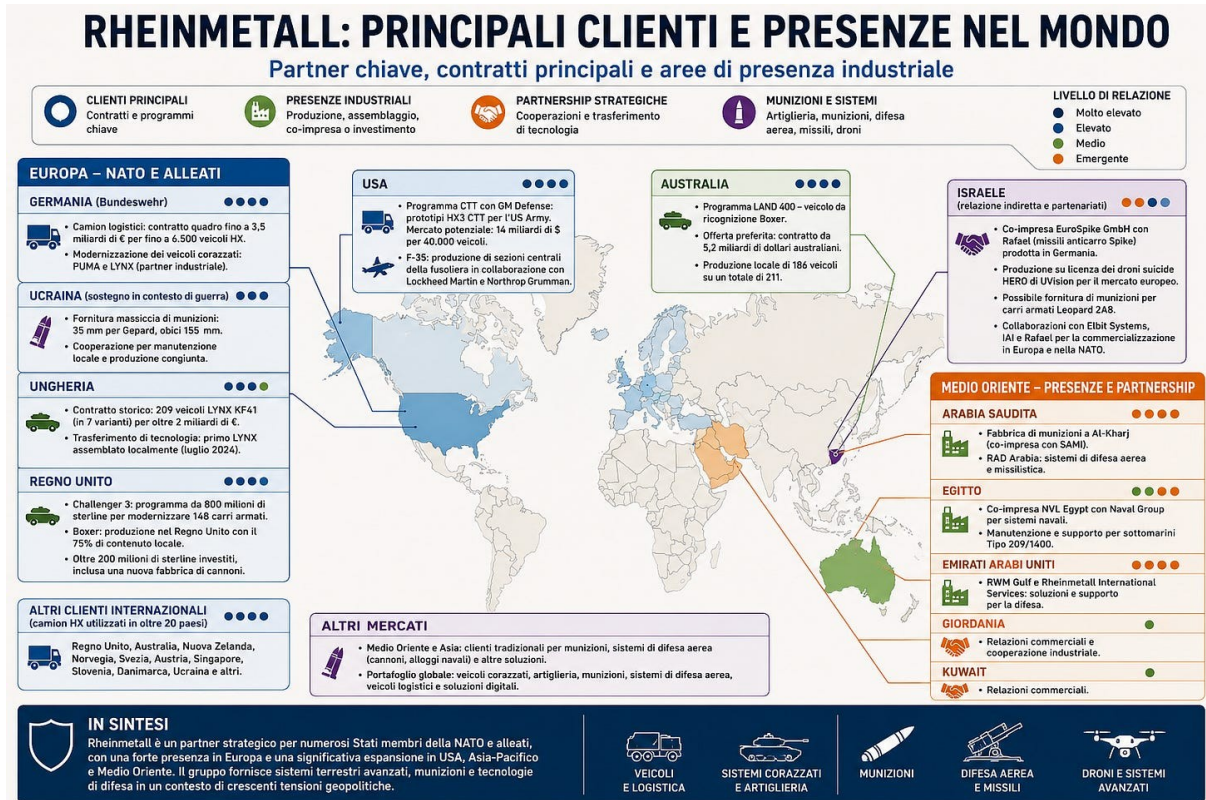 RHEINMETALL: PRINCIPALI CLIENTI E PRESENZE NEL MONDO
Partner chiave, contratti principali e aree di presenza industriale
CLIENTI PRINCIPALI
Contratti e programmi
chiave
PRESENZE INDUSTRIALI
Produzione, assemblaggio,
co-impresa o investimento
PARTNERSHIP STRATEGICHE
Cooperazioni e trasferimento
di tecnologia
MUNIZIONI E SISTEMI
Artiglieria, munizioni, difesa
aerea, missili, droni
LIVELLO DI RELAZIONE
Molto elevato
Elevato
Medio
Emergente
EUROPA – NATO E ALLEATI
GERMANIA (Bundeswehr)
• Camion logistici: contratto quadro fino a 3,5
miliardi di € per fino a 6.500 veicoli HX.
• Modernizzazione dei veicoli corazzati:
PUMA e LYNX (partner industriale).
UCRAINA (sostegno in contesto di guerra)
• Fornitura massiccia di munizioni:
35 mm per Gepard, obici 155 mm.
• Cooperazione per manutenzione
locale e produzione congiunta.
UNGHERIA
• Contratto storico: 209 veicoli LYNX KF41
(in 7 varianti) per oltre 2 miliardi di €.
• Trasferimento di tecnologia: primo LYNX
assemblato localmente (luglio 2024).
REGNO UNITO
• Challenger 3: programma da 800 milioni di
sterline per modernizzare 148 carri armati.
• Boxer: produzione nel Regno Unito con il
75% di contenuto locale.
• Oltre 200 milioni di sterline investiti,
inclusa una nuova fabbrica di cannoni.
ALTRI CLIENTI INTERNAZIONALI
(camion HX utilizzati in oltre 20 paesi)
Regno Unito, Australia, Nuova Zelanda,
Norvegia, Svezia, Austria, Singapore,
Slovenia, Danimarca, Ucraina e altri.
USA
• Programma CTT con GM Defense:
prototipi HX3 CTT per l'US Army.
Mercato potenziale: 14 miliardi di $
per 40.000 veicoli.
• F-35: produzione di sezioni centrali
della fusoliera in collaborazione con
Lockheed Martin e Northrop Grumman.
AUSTRALIA
• Programma LAND 400 – veicolo da
ricognizione Boxer.
• Offerta preferita: contratto da
5,2 miliardi di dollari australiani.
• Produzione locale di 186 veicoli
su un totale di 211.
ISRAELE
(relazione indiretta e partenariati)
• Co-impresa EuroSpike GmbH con
Rafael (missili anticarro Spike)
prodotta in Germania.
• Produzione su licenza dei droni suicide
HERO di UVision per il mercato europeo.
• Possibile fornitura di munizioni per
carri armati Leopard 2A8.
• Collaborazioni con Elbit Systems,
IAI e Rafael per la commercializzazione
in Europa e nella NATO.
MEDIO ORIENTE – PRESENZE E PARTNERSHIP
ARABIA SAUDITA
• Fabbrica di munizioni a Al-Kharj
(co-impresa con SAMI).
• RAD Arabia: sistemi di difesa aerea
e missilistica.
EGITTO
• Co-impresa NVL Egypt con Naval Group
per sistemi navali.
• Manutenzione e supporto per sottomarini
Tipo 209/1400.
EMIRATI ARABI UNITI
• RWM Gulf e Rheinmetall International
Services: soluzioni e supporto
per la difesa.
GIORDANIA
• Relazioni commerciali e
cooperazione industriale.
KUWAIT
• Relazioni commerciali.
ALTRI MERCATI
• Medio Oriente e Asia: clienti tradizionali per munizioni, sistemi di difesa aerea
(cannoni, alloggi navali) e altre soluzioni.
• Portafoglio globale: veicoli corazzati, artiglieria, munizioni, sistemi di difesa aerea,
veicoli logistici e soluzioni digitali.
IN SINTESI
Rheinmetall è un partner strategico per numerosi Stati membri della NATO e alleati,
con una forte presenza in Europa e una significativa espansione in USA, Asia-Pacifico
e Medio Oriente. Il gruppo fornisce sistemi terrestri avanzati, munizioni e tecnologie
di difesa in un contesto di crescenti tensioni geopolitiche.
VEICOLI
E LOGISTICA
SISTEMI CORAZZATI
E ARTIGLIERIA
MUNIZIONI
DIFESA AEREA
E MISSILI
DRONI E SISTEMI
AVANZATI